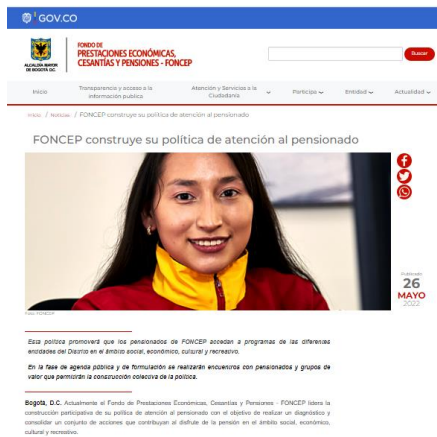 GOV.CO
ALCALDÍA MAYOR
DE BOGOTÁ D.C.
FONDO DE
PRESTACIONES ECONÓMICAS,
CESANTÍAS Y PENSIONES - FONCEP
Buscar
Inicio
Transparencia y acceso a la
información publica
Atención y Servicios a la
Ciudadanía
Participa
Entidad
Actualidad
Inicio / Noticias / FONCEP construye su política de atención al pensionado
FONCEP construye su política de atención al pensionado
Publicado
26
MAYO
2022
Foto: FONCEP
Esta política promoverá que los pensionados de FONCEP accedan a programas de las diferentes
entidades del Distrito en el ámbito social, económico, cultural y recreativo.
En la fase de agenda pública y de formulación se realizarán encuentros con pensionados y grupos de
valor que permitirán la construcción colectiva de la política.
Bogotá, D.C. Actualmente el Fondo de Prestaciones Económicas, Cesantías y Pensiones - FONCEP lidera la
construcción participativa de su política de atención al pensionado con el objetivo de realizar un diagnóstico y
consolidar un conjunto de acciones que contribuyan al disfrute de la pensión en el ámbito social, económico,
cultural y recreativo.